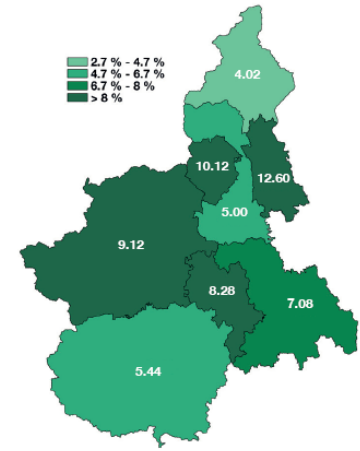 2.7 % - 4.7 %
4.7 % - 6.7 %
6.7 % - 8 %
> 8 %
4.02
10.12
12.60
5.00
9.12
8.28
7.08
5.44